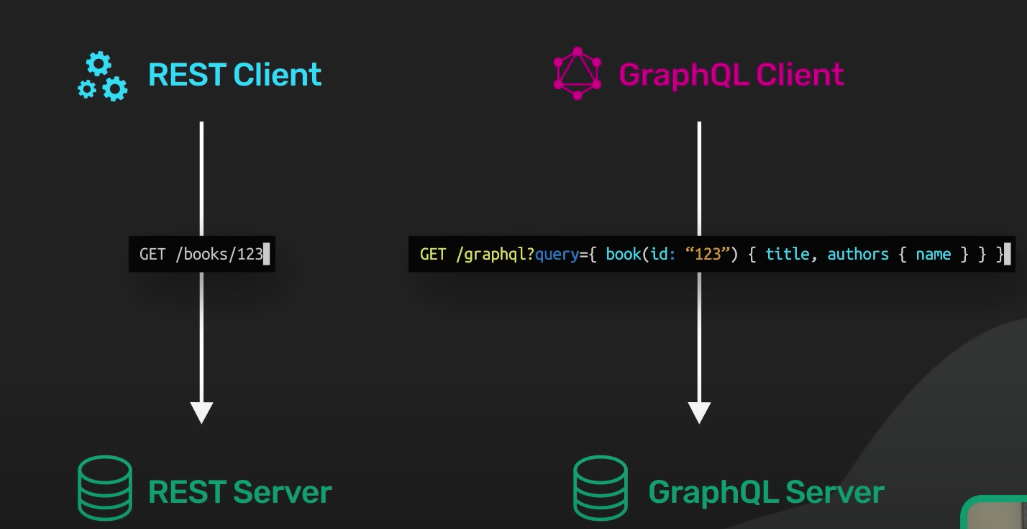 REST Client
GraphQL Client
GET /books/123
GET /graphql?query={ book(id: “123”) { title, authors { name } } }
REST Server
GraphQL Server